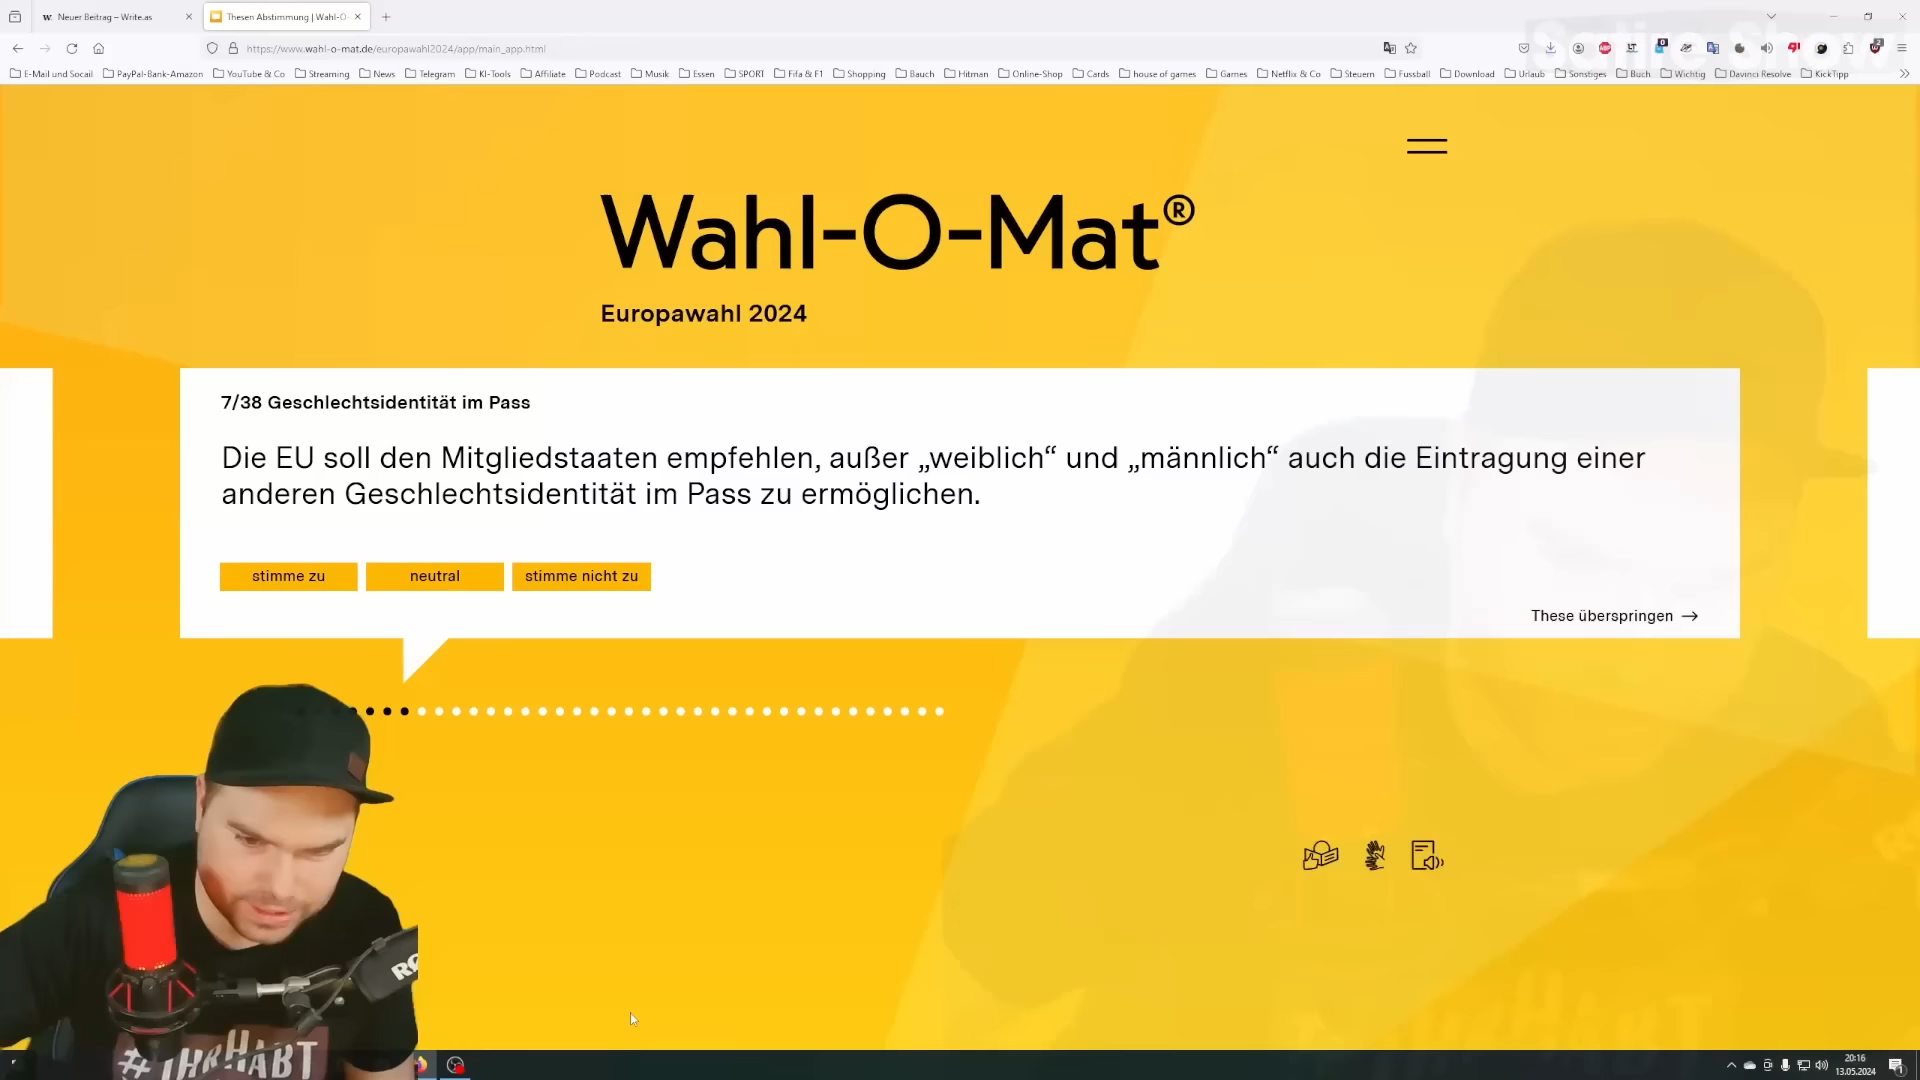 Neuer Beitrag – Write.as
Thesen Abstimmung | Wahl-O-
https://www.wahl-o-mat.de/europawahl2024/app/main_app.html
Satire Show
E-Mail und Socail
PayPal-Bank-Amazon
YouTube & Co
Streaming
News
Telegram
KI-Tools
Affiliate
Podcast
Musik
Essen
SPORT
Fifa & F1
Shopping
Bauch
Hitman
Online-Shop
Cards
house of games
Games
Netflix & Co
Steuern
Fussball
Download
Urlaub
Sonstiges
Buch
Wichtig
Davinci Resolve
KickTipp
Wahl-O-Mat®
Europawahl 2024
7/38 Geschlechtsidentität im Pass
Die EU soll den Mitgliedstaaten empfehlen, außer „weiblich“ und „männlich“ auch die Eintragung einer
anderen Geschlechtsidentität im Pass zu ermöglichen.
stimme zu
neutral
stimme nicht zu
These überspringen →
#IHRHABT
20:16
13.05.2024